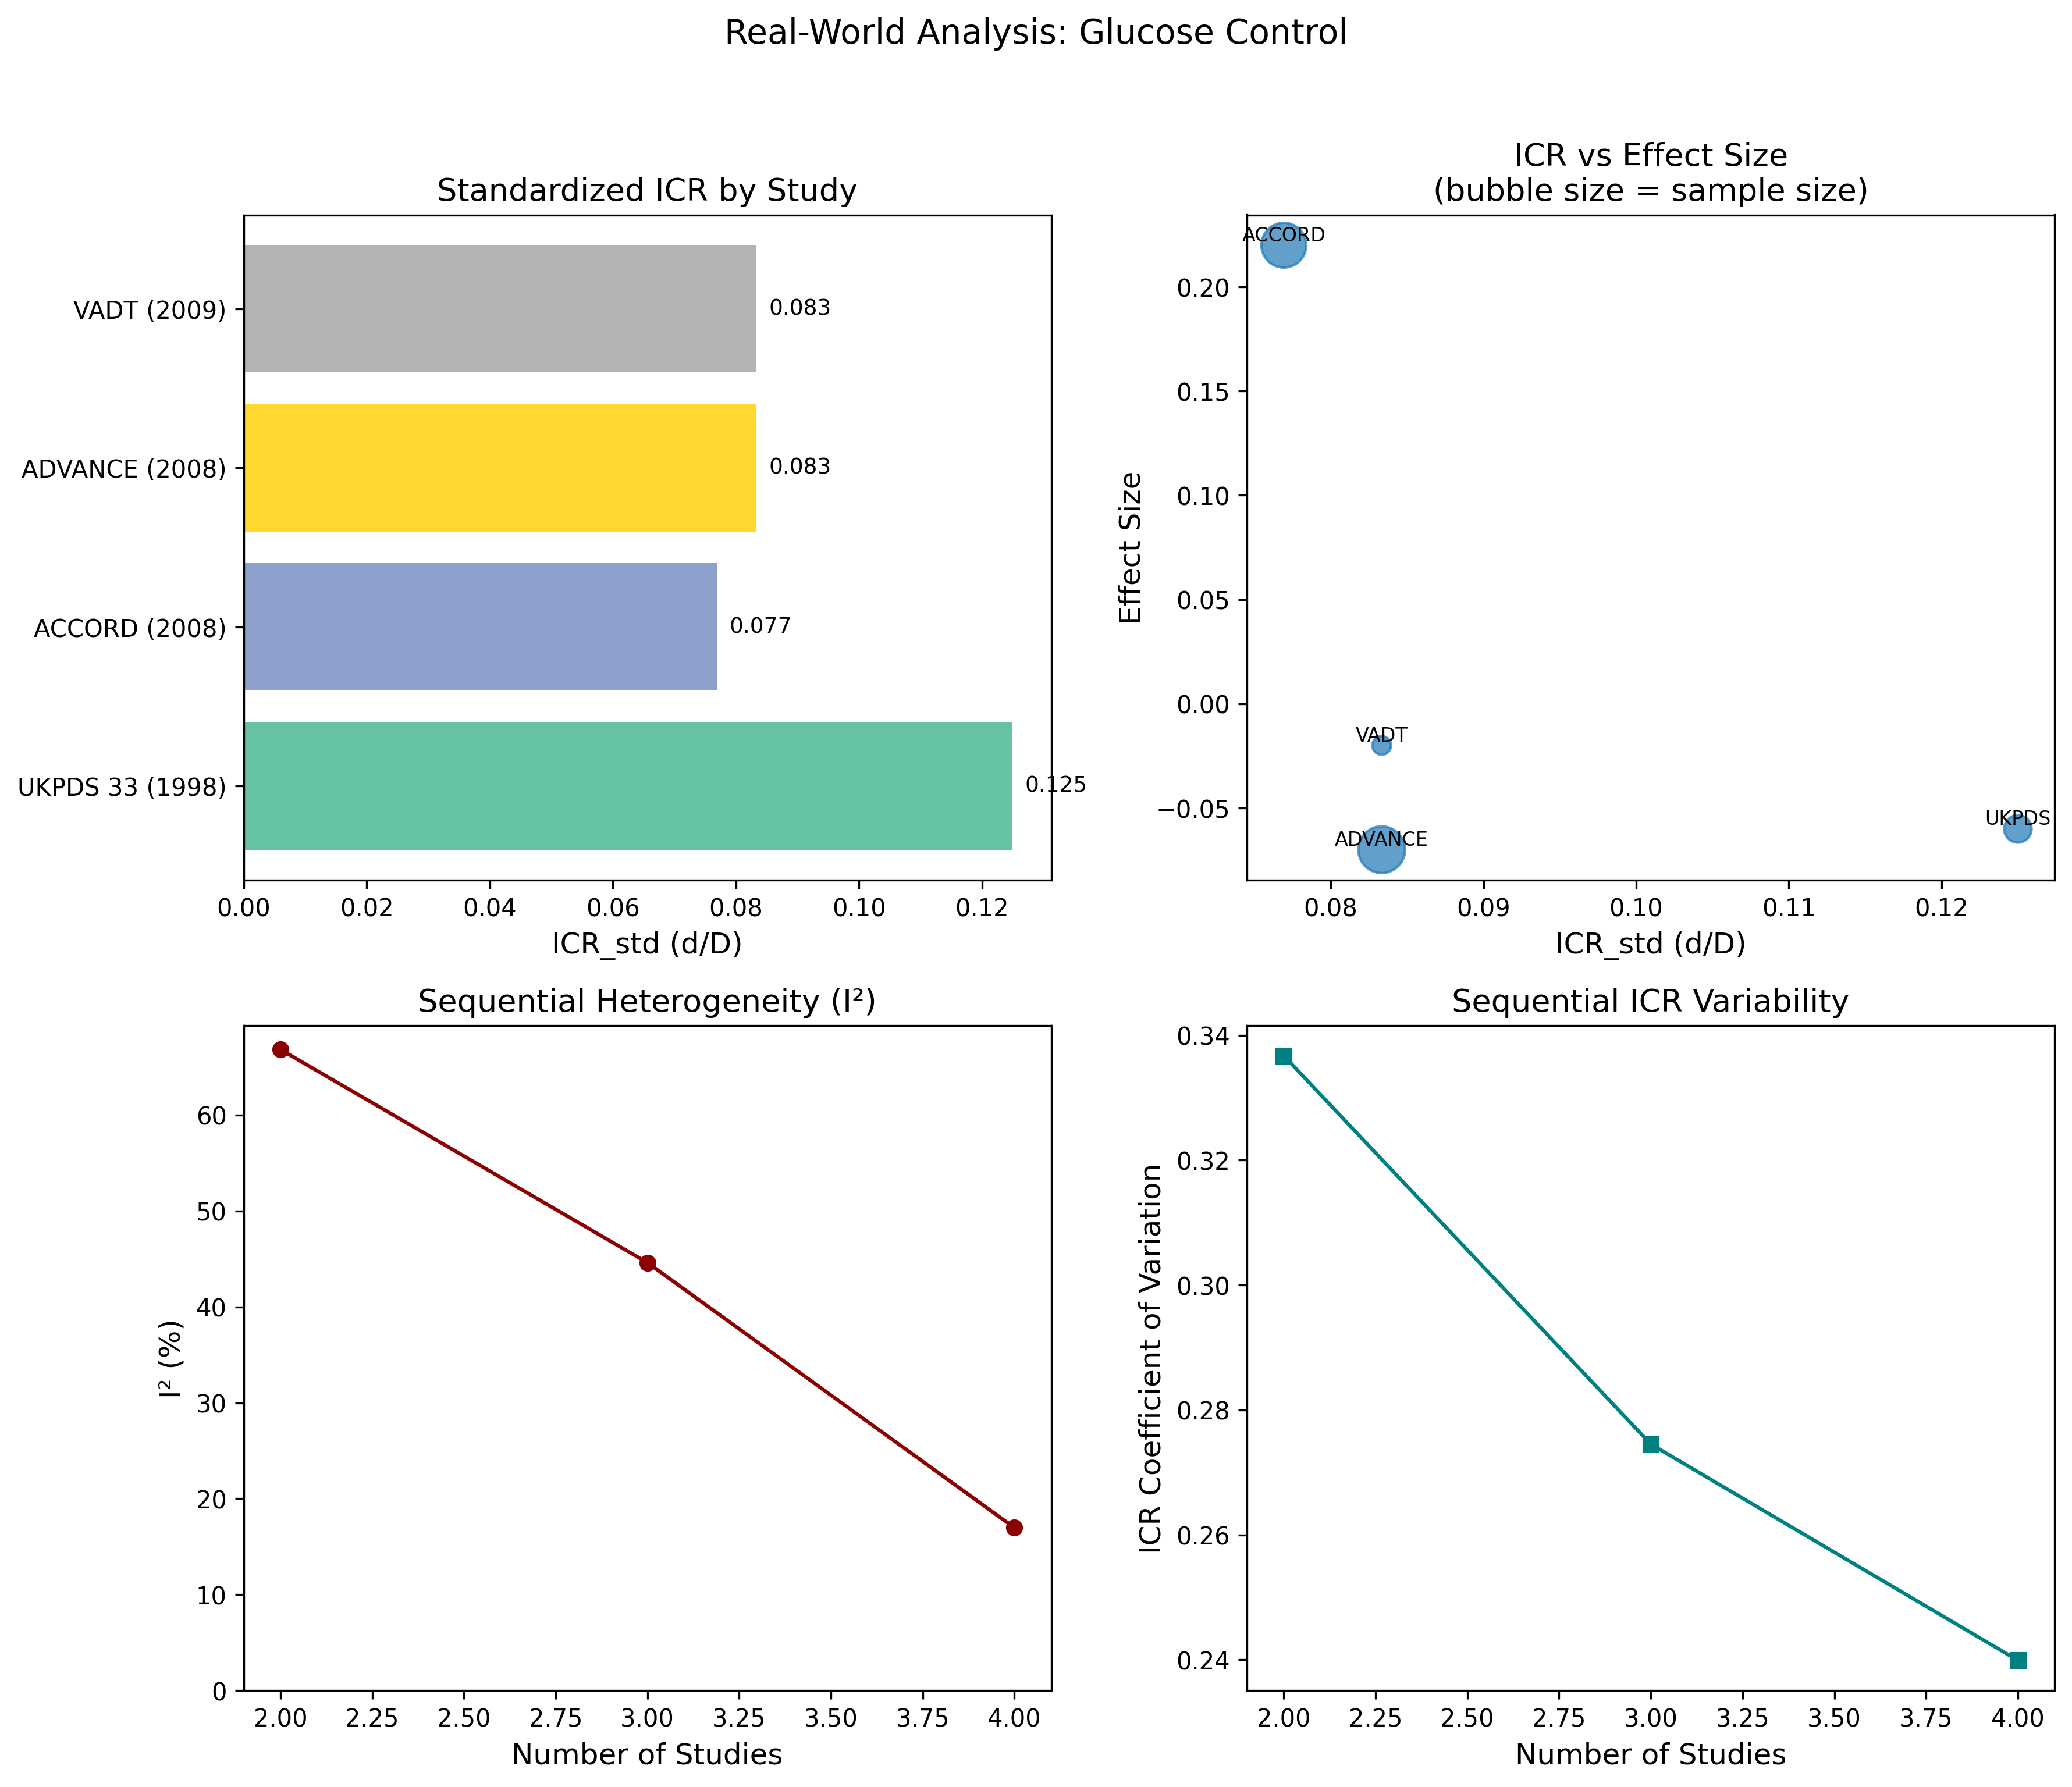 Real-World Analysis: Glucose Control
Standardized ICR by Study
VADT (2009)
0.083
ADVANCE (2008)
0.083
ACCORD (2008)
0.077
UKPDS 33 (1998)
0.125
0.00 0.02 0.04 0.06 0.08 0.10 0.12
ICR_std (d/D)
ICR vs Effect Size
(bubble size = sample size)
Effect Size
0.20
0.15
0.10
0.05
0.00
−0.05
ACCORD
VADT
ADVANCE
UKPDS
0.08 0.09 0.10 0.11 0.12
ICR_std (d/D)
Sequential Heterogeneity (I²)
I² (%)
60
50
40
30
20
10
0
2.00 2.25 2.50 2.75 3.00 3.25 3.50 3.75 4.00
Number of Studies
Sequential ICR Variability
ICR Coefficient of Variation
0.34
0.32
0.30
0.28
0.26
0.24
2.00 2.25 2.50 2.75 3.00 3.25 3.50 3.75 4.00
Number of Studies